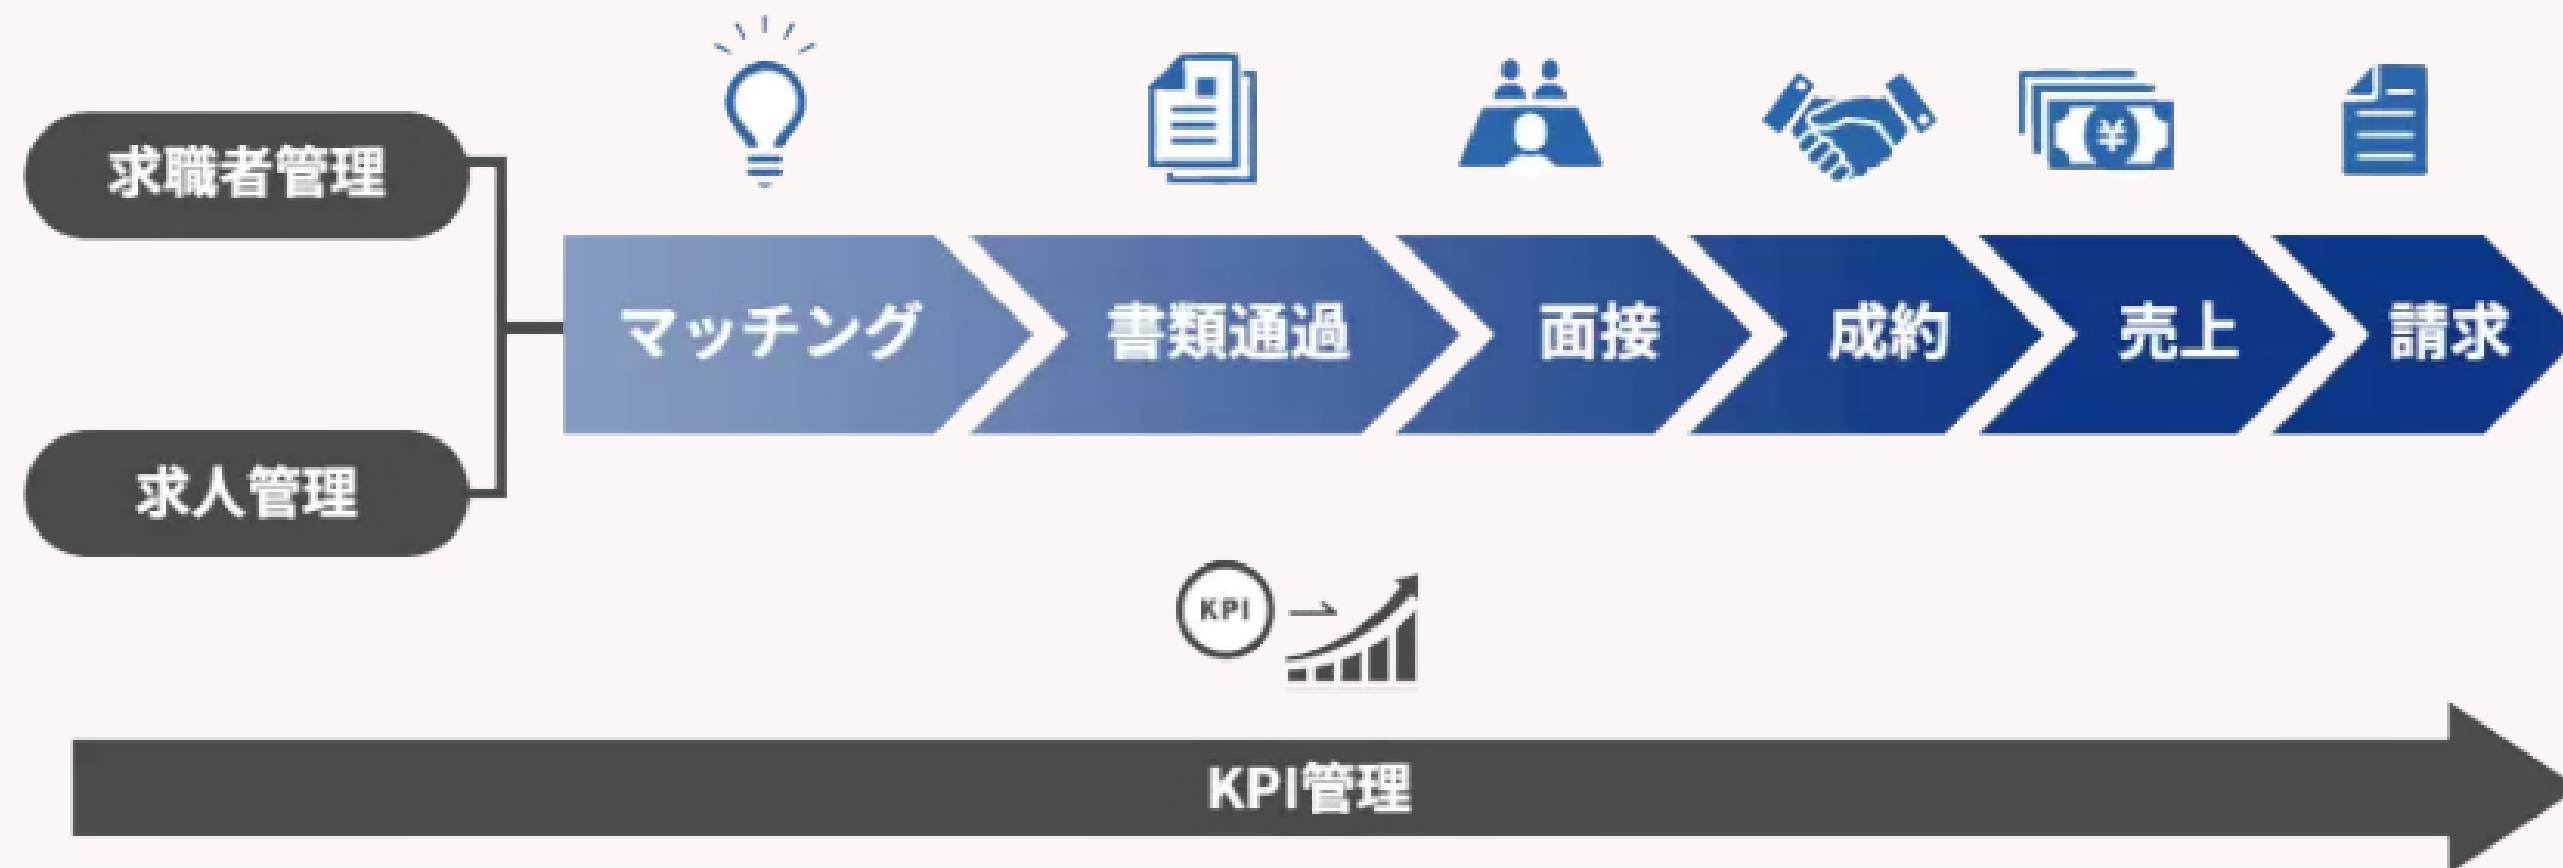 求職者管理
求人管理
マッチング
書類通過
面接
成約
¥
売上
請求
KPI
KPI管理